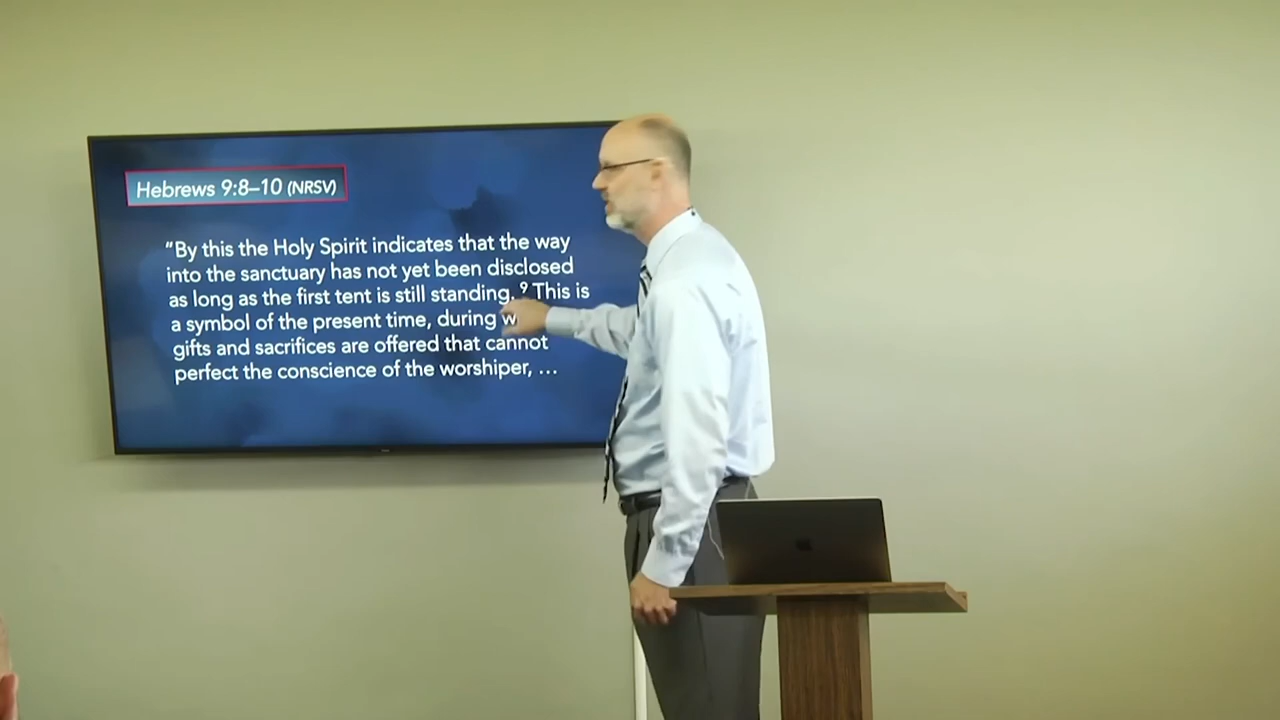 Hebrews 9:8–10 (NRSV)
“By this the Holy Spirit indicates that the way
into the sanctuary has not yet been disclosed
as long as the first tent is still standing. ⁹ This is
a symbol of the present time, during
gifts and sacrifices are offered that cannot
perfect the conscience of the worshiper, …